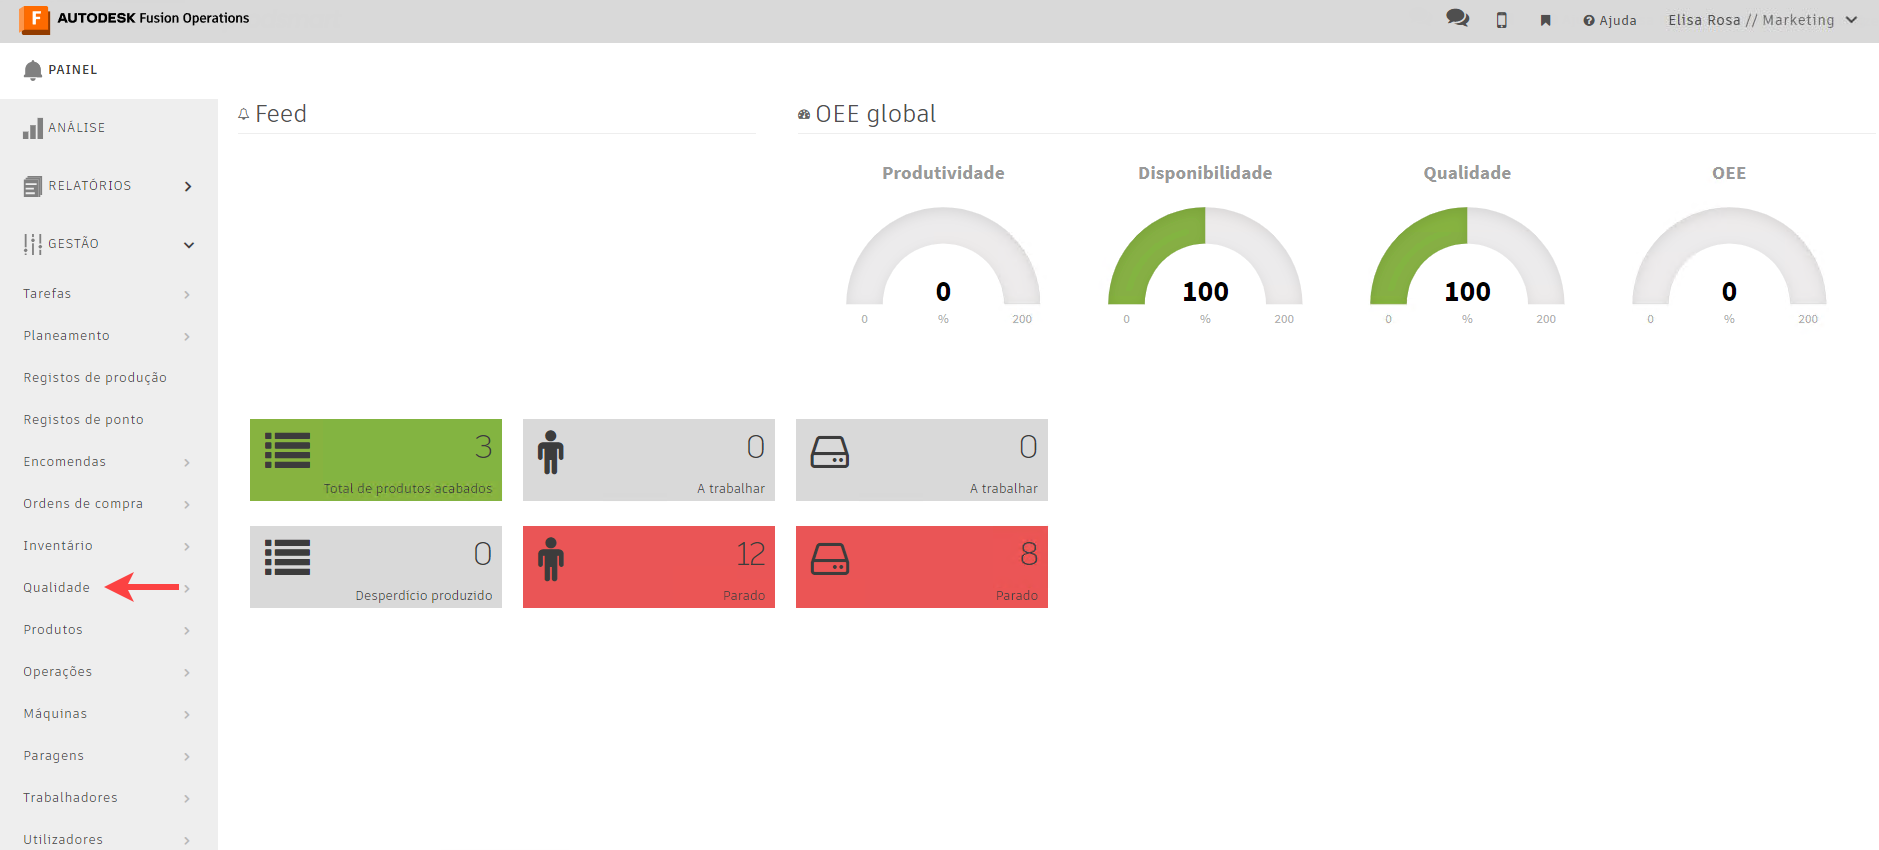 F AUTODESK Fusion Operations
Ajuda
Elisa Rosa // Marketing
PAINEL
ANÁLISE
RELATÓRIOS
GESTÃO
Tarefas
Planeamento
Registos de produção
Registos de ponto
Encomendas
Ordens de compra
Inventário
Qualidade
Produtos
Operações
Máquinas
Paragens
Trabalhadores
Utilizadores
Feed
OEE global
Produtividade
0
0 % 200
Disponibilidade
100
0 % 200
Qualidade
100
0 % 200
OEE
0
0 % 200
3
Total de produtos acabados
0
A trabalhar
0
A trabalhar
0
Desperdício produzido
12
Parado
8
Parado